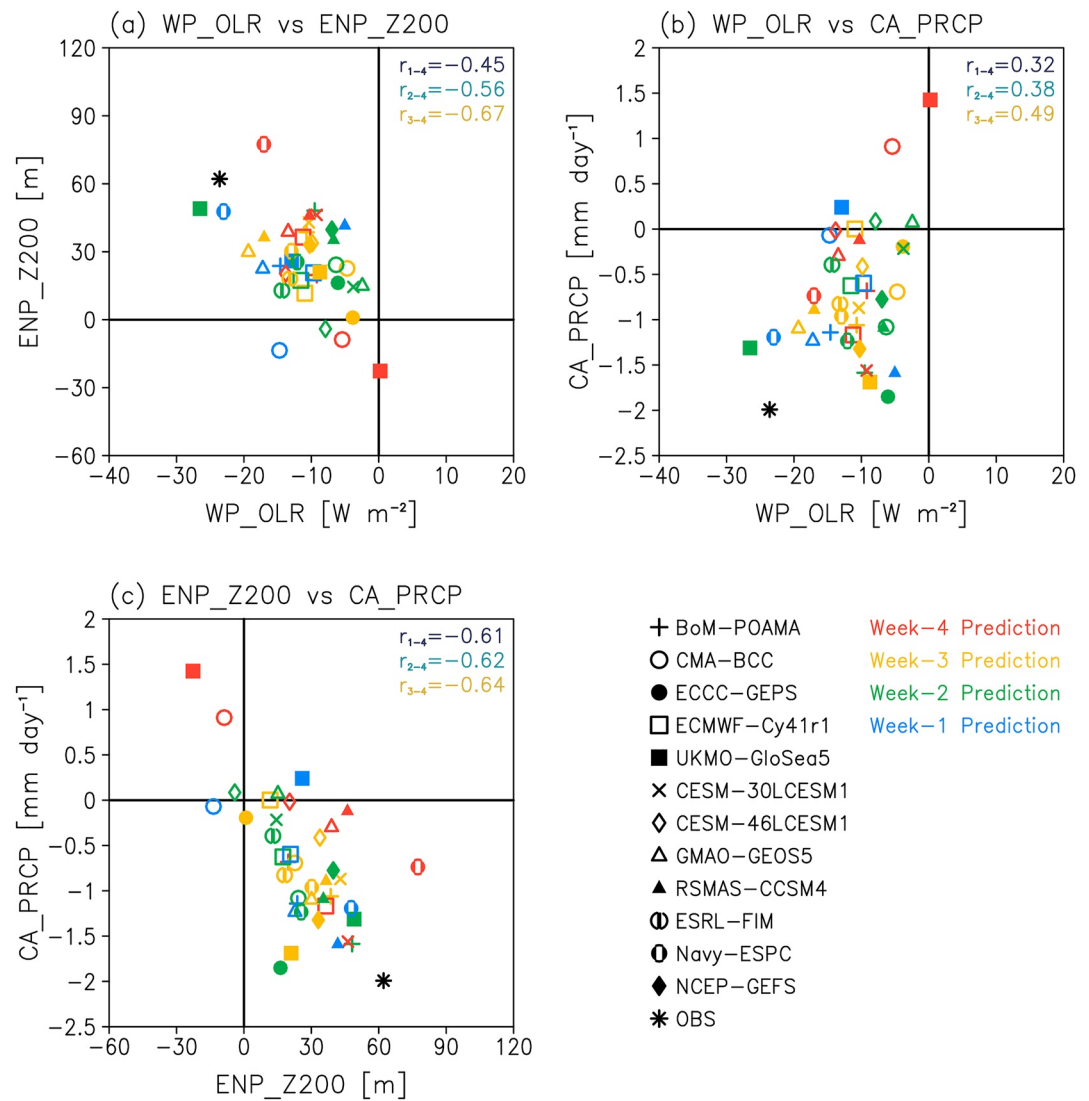 (a) WP_OLR vs ENP_Z200
120
90
60
30
0
−30
−60
ENP_Z200 [m]
r1−4=−0.45
r2−4=−0.56
r3−4=−0.67
−40 −30 −20 −10 0 10 20
WP_OLR [W m−2]
(b) WP_OLR vs CA_PRCP
2
1.5
1
0.5
0
−0.5
−1
−1.5
−2
−2.5
CA_PRCP [mm day−1]
r1−4=0.32
r2−4=0.38
r3−4=0.49
−40 −30 −20 −10 0 10 20
WP_OLR [W m−2]
(c) ENP_Z200 vs CA_PRCP
2
1.5
1
0.5
0
−0.5
−1
−1.5
−2
−2.5
CA_PRCP [mm day−1]
r1−4=−0.61
r2−4=−0.62
r3−4=−0.64
−60 −30 0 30 60 90 120
ENP_Z200 [m]
BoM−POAMA
CMA−BCC
ECCC−GEPS
ECMWF−Cy41r1
UKMO−GloSea5
CESM−30LCESM1
CESM−46LCESM1
GMAO−GEOS5
RSMAS−CCSM4
ESRL−FIM
Navy−ESPC
NCEP−GEFS
OBS
Week−4 Prediction
Week−3 Prediction
Week−2 Prediction
Week−1 Prediction